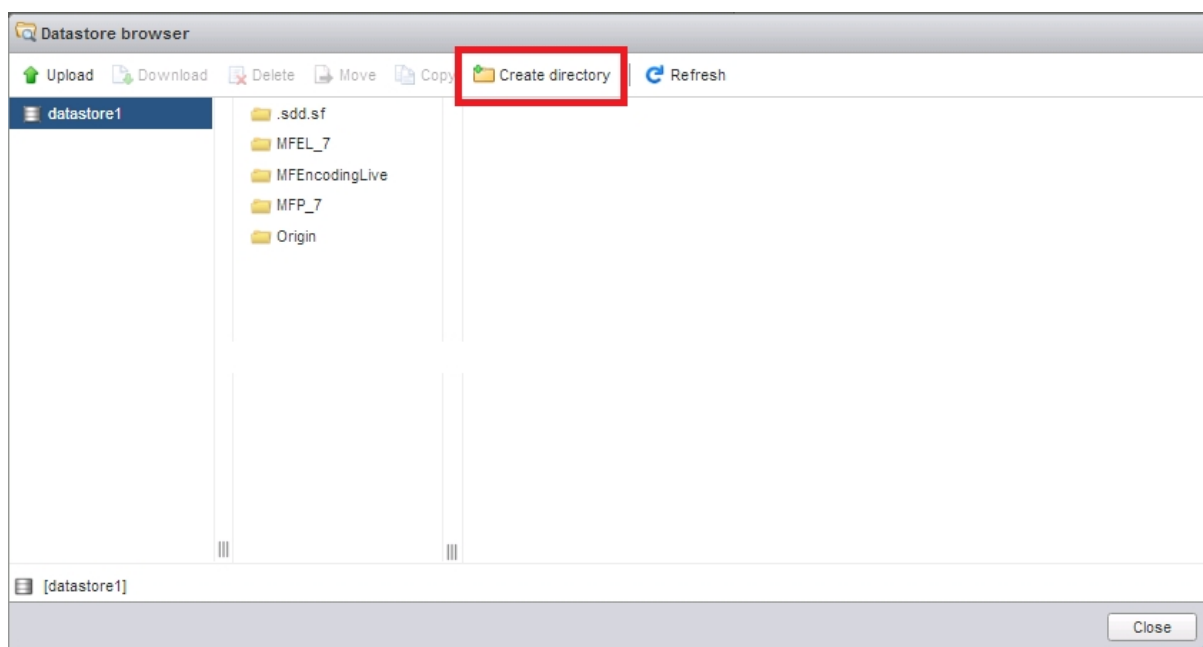 Datastore browser
Upload Download Delete Move Copy Create directory Refresh
datastore1
.sdd.sf
MFEL_7
MFEncodingLive
MFP_7
Origin
[datastore1]
Close